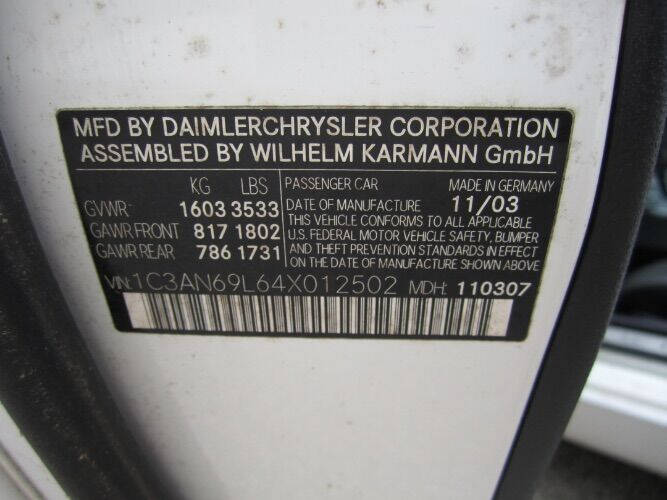 MFD BY DAIMLERCHRYSLER CORPORATION
ASSEMBLED BY WILHELM KARMANN GmbH
KG LBS
GVWR 1603 3533
GAWR FRONT 817 1802
GAWR REAR 786 1731
PASSENGER CAR MADE IN GERMANY
DATE OF MANUFACTURE 11/03
THIS VEHICLE CONFORMS TO ALL APPLICABLE
U.S. FEDERAL MOTOR VEHICLE SAFETY, BUMPER
AND THEFT PREVENTION STANDARDS IN EFFECT
ON THE DATE OF MANUFACTURE SHOWN ABOVE
VIN: 1C3AN69L64X012502 MDH: 110307